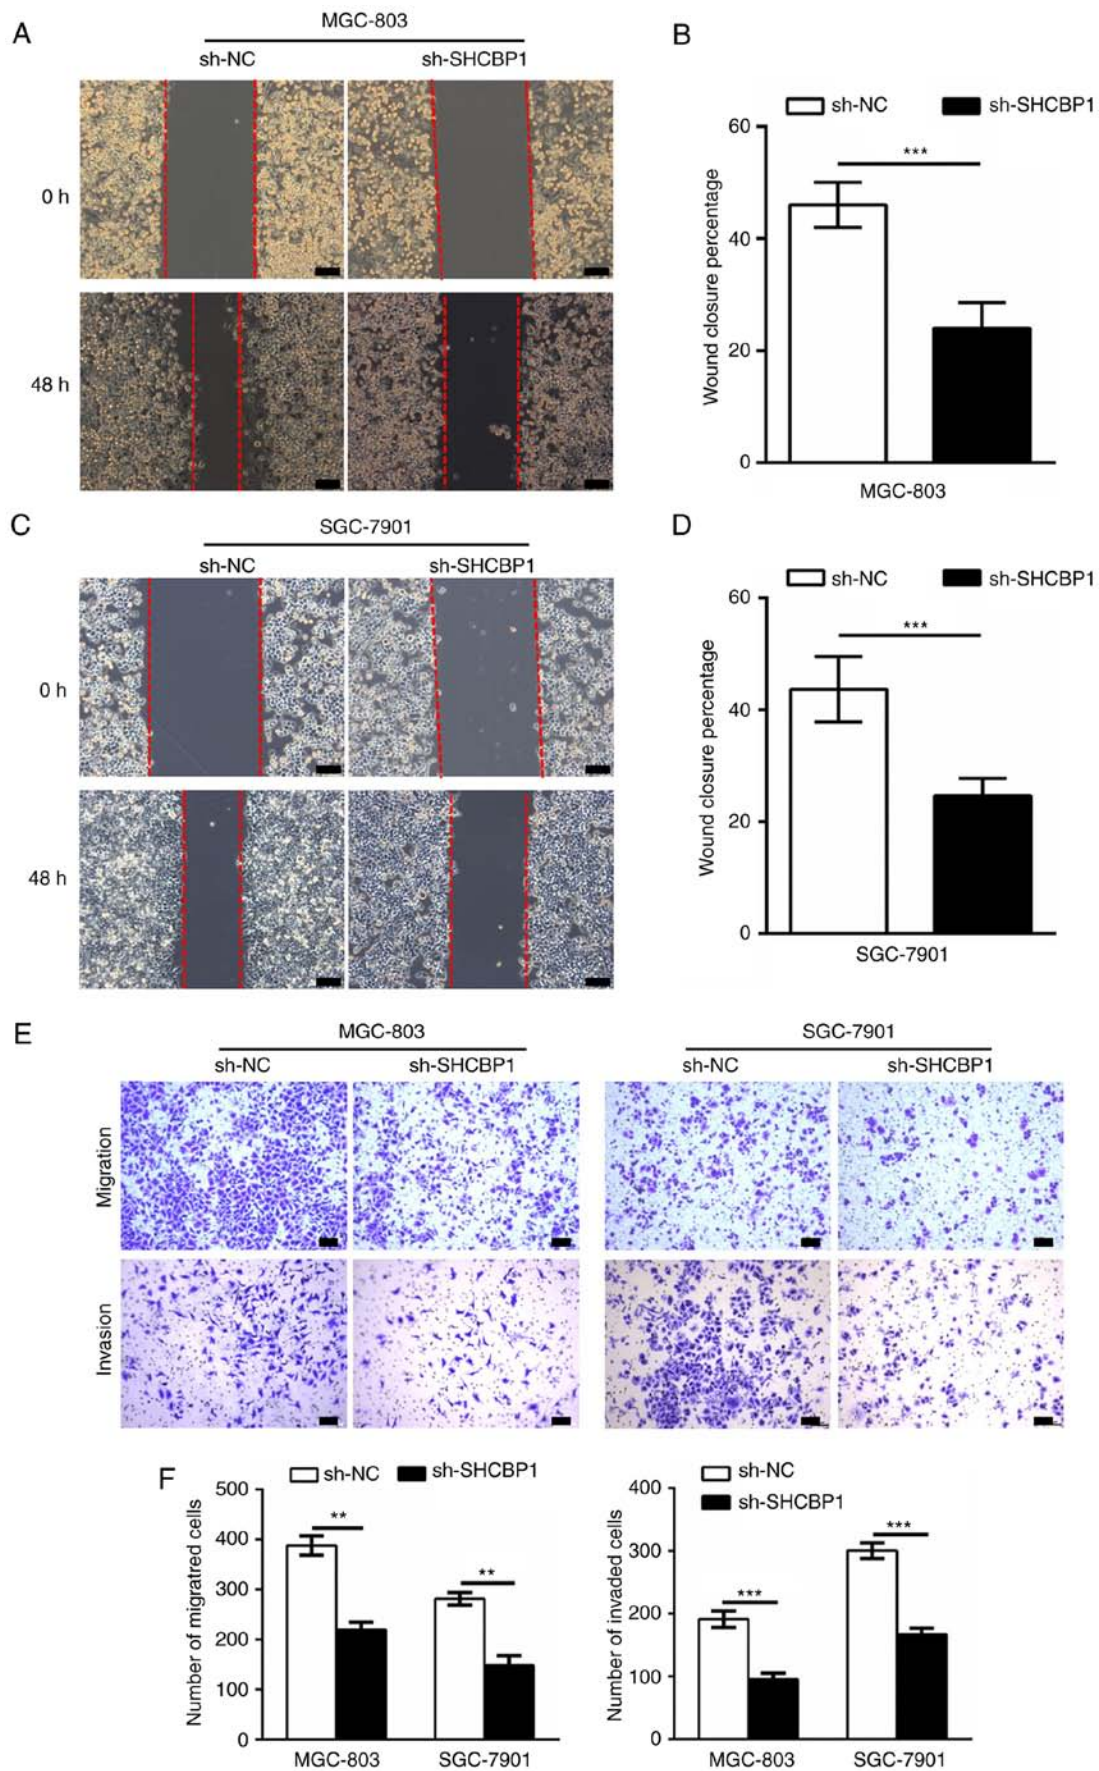 A
MGC-803
sh-NC
sh-SHCBP1
0 h
48 h
B
sh-NC
sh-SHCBP1
60
40
20
0
Wound closure percentage
***
MGC-803
C
SGC-7901
sh-NC
sh-SHCBP1
0 h
48 h
D
sh-NC
sh-SHCBP1
60
40
20
0
Wound closure percentage
***
SGC-7901
E
MGC-803
SGC-7901
sh-NC
sh-SHCBP1
sh-NC
sh-SHCBP1
Migration
Invasion
F
sh-NC
sh-SHCBP1
500
400
300
200
100
0
Number of migratred cells
**
**
MGC-803
SGC-7901
sh-NC
sh-SHCBP1
400
300
200
100
0
Number of invaded cells
***
***
MGC-803
SGC-7901